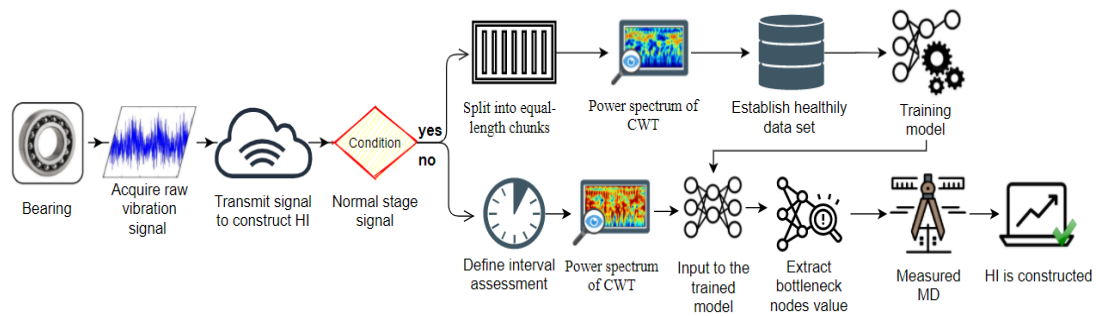 Bearing
Acquire raw
vibration
signal
Transmit signal
to construct HI
Condition
Normal stage
signal
yes
no
Split into equal-
length chunks
Power spectrum of
CWT
Establish healthily
data set
Training
model
Define interval
assessment
Power spectrum
of CWT
Input to the
trained
model
Extract
bottleneck
nodes value
Measured
MD
HI is constructed